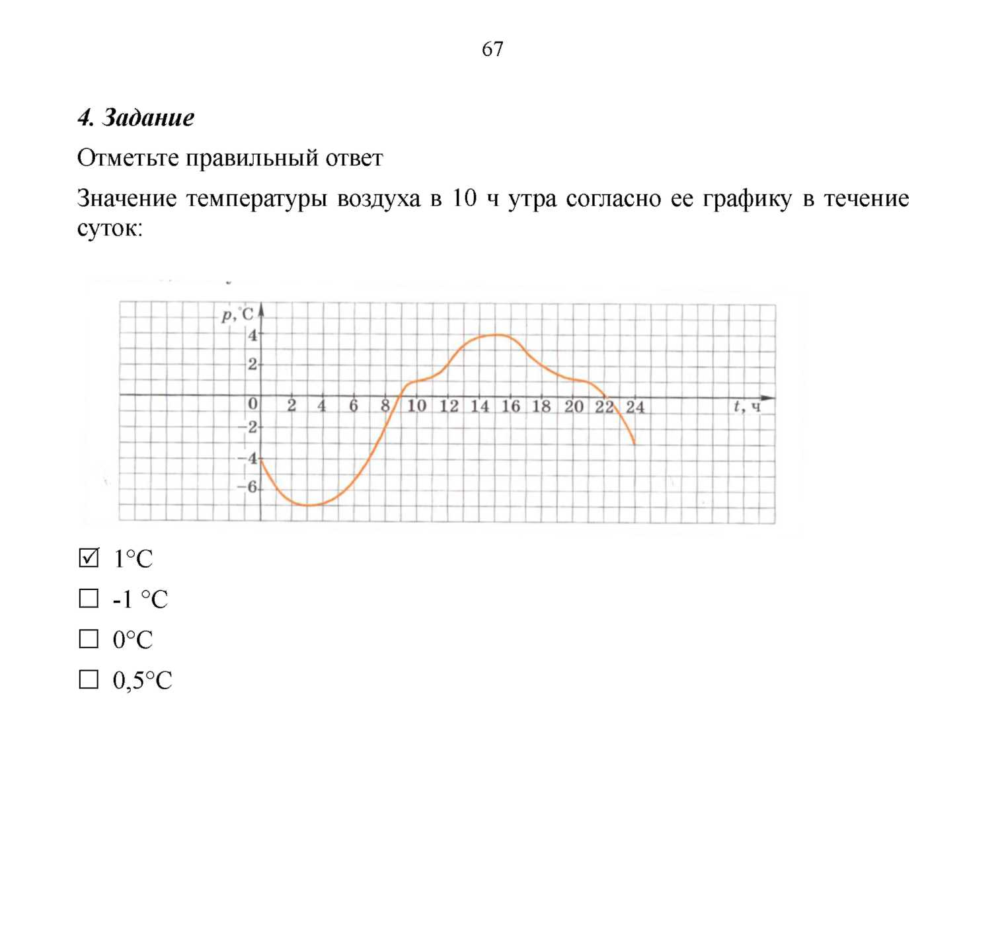 67
4. Задание
Отметьте правильный ответ
Значение температуры воздуха в 10 ч утра согласно ее графику в течение
суток:
p,°C
4
2
0 2 4 6 8 10 12 14 16 18 20 22 24 t, ч
−2
−4
−6
1°C
-1 °C
0°C
0,5°C